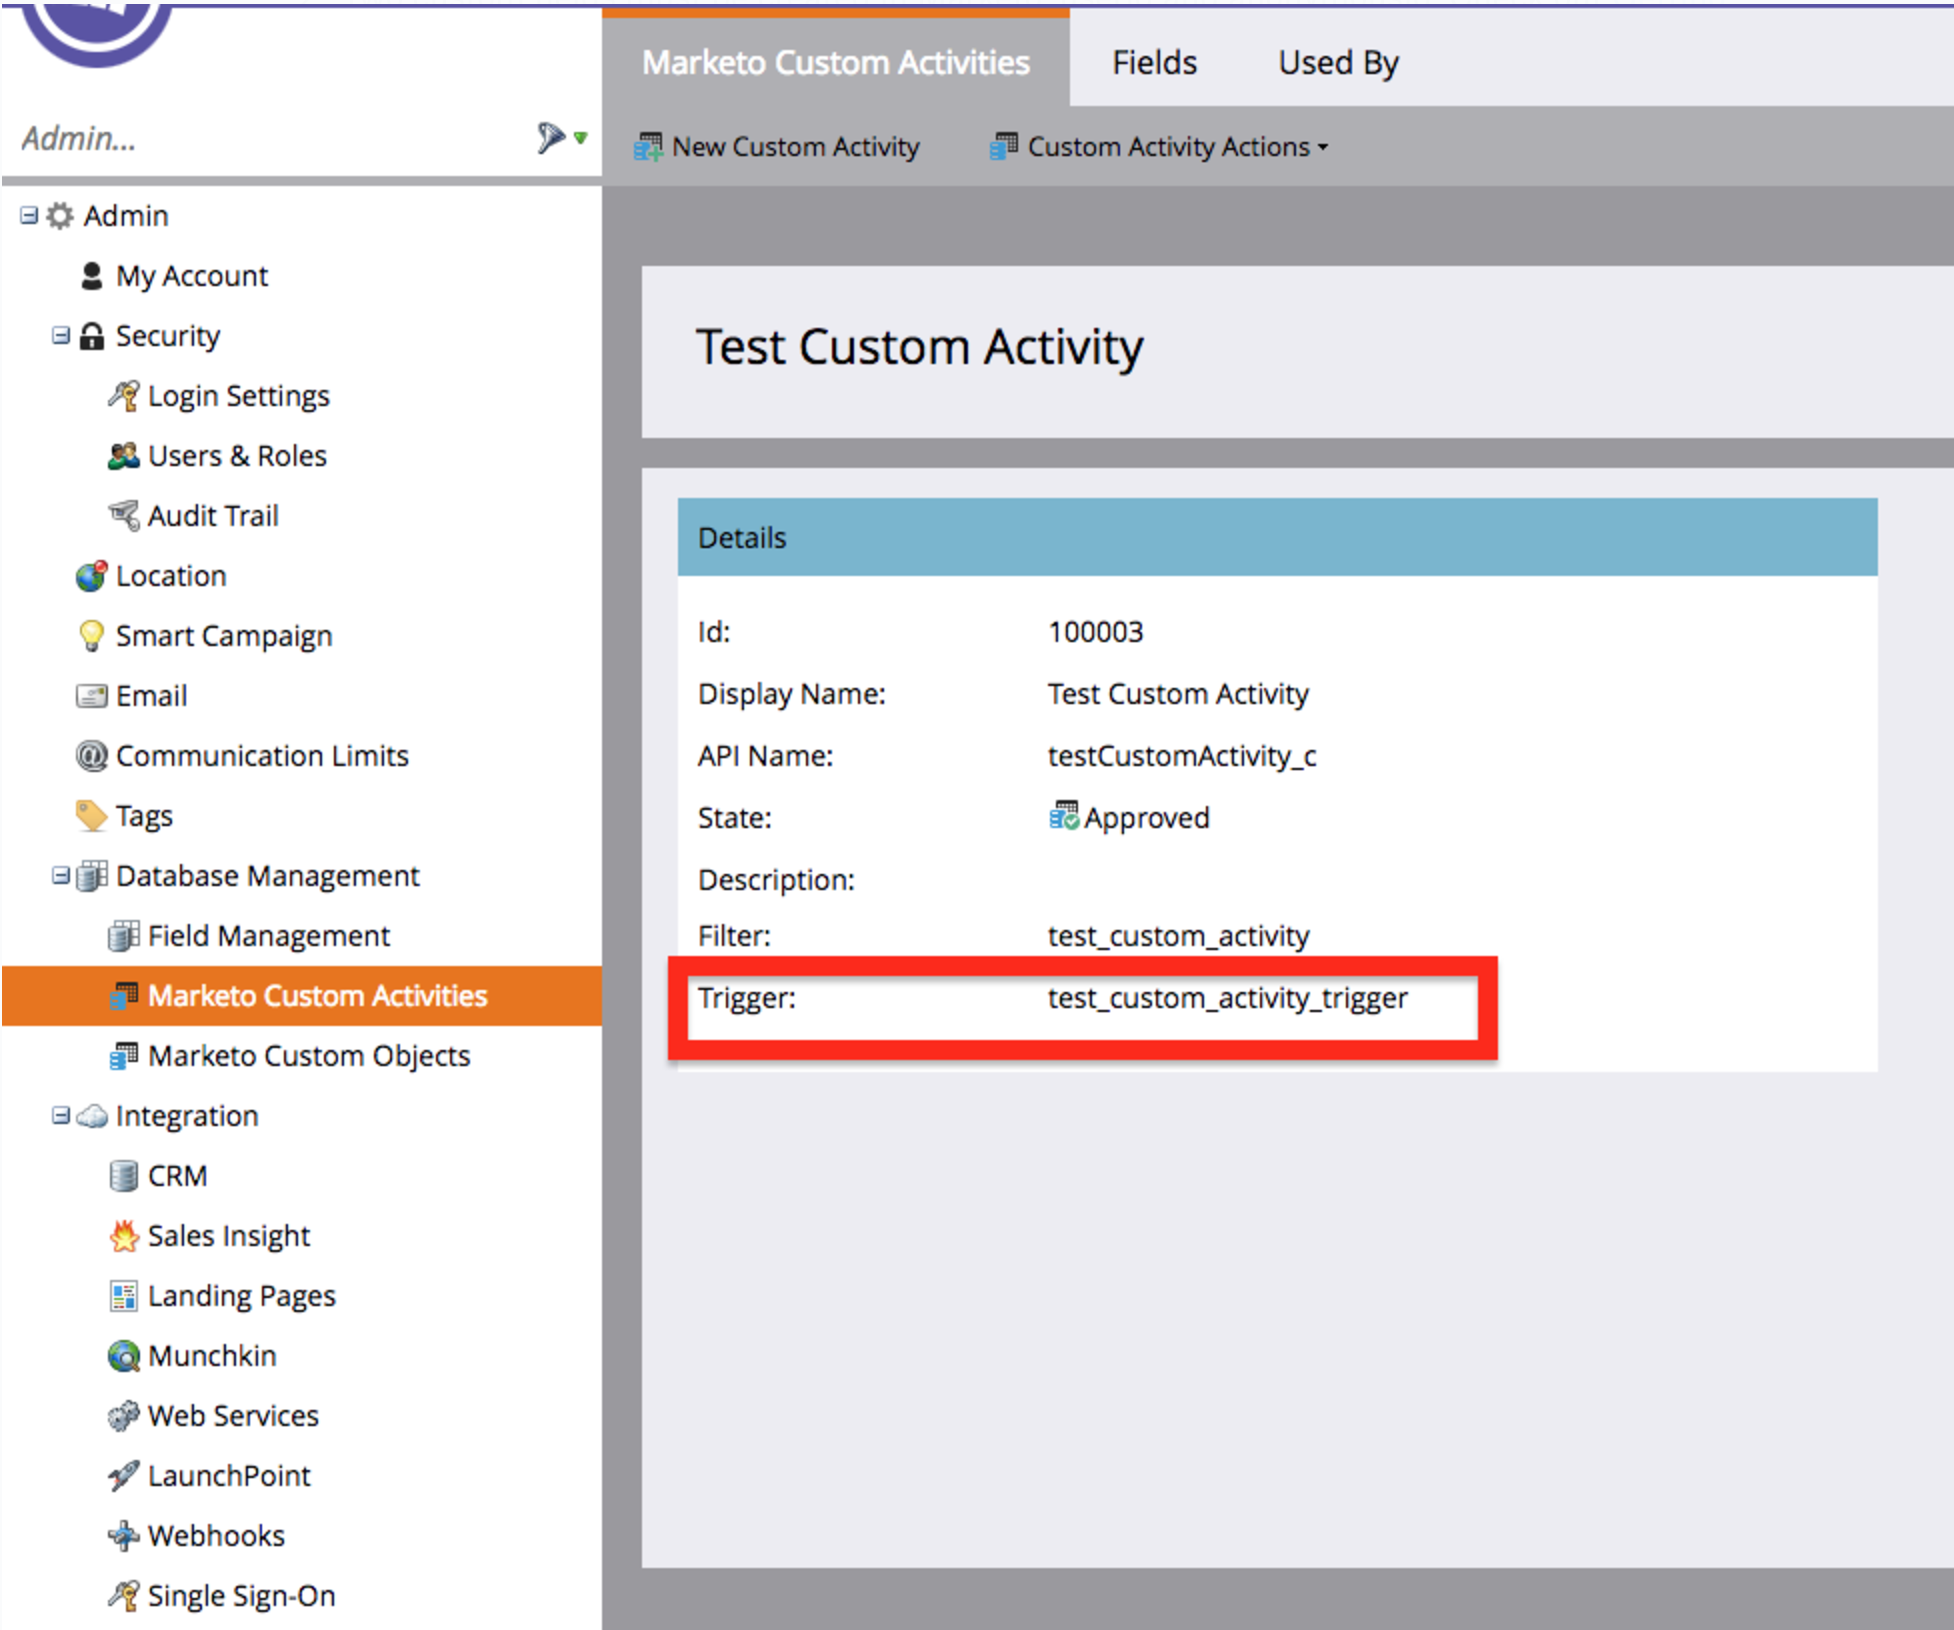 Admin...
Admin
My Account
Security
Login Settings
Users & Roles
Audit Trail
Location
Smart Campaign
Email
Communication Limits
Tags
Database Management
Field Management
Marketo Custom Activities
Marketo Custom Objects
Integration
CRM
Sales Insight
Landing Pages
Munchkin
Web Services
LaunchPoint
Webhooks
Single Sign-On
Marketo Custom Activities Fields Used By
New Custom Activity Custom Activity Actions
Test Custom Activity
Details
Id: 100003
Display Name: Test Custom Activity
API Name: testCustomActivity_c
State: Approved
Description:
Filter: test_custom_activity
Trigger: test_custom_activity_trigger